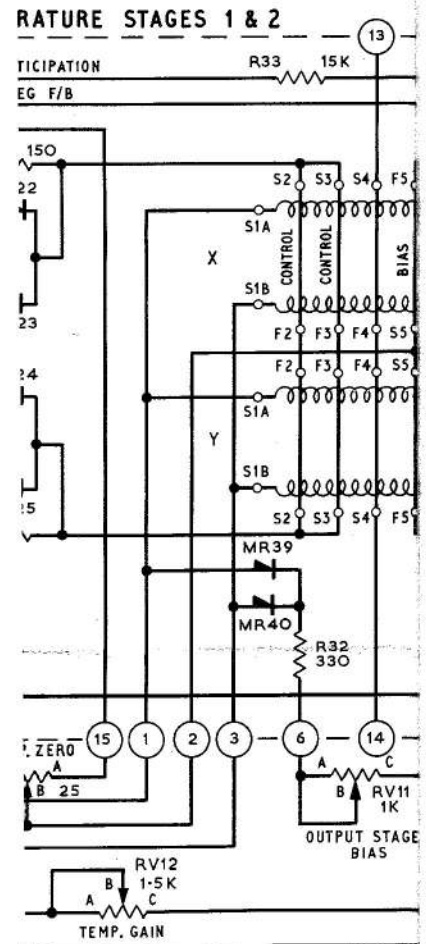 RATURE STAGES 1 & 2
13
TICIPATION
R33 15K
EG F/B
150
S2 S3 S4 F5
22
S1A
X
CONTROL
CONTROL
BIAS
S1B
23
F2 F3 F4 S5
24
F2 F3 F4 S5
S1A
Y
S1B
25
S2 S3 S4 F5
MR39
MR40
R32
330
15 1 2 3 6 14
P. ZERO
A
B 25
A C
B RV11
1K
OUTPUT STAGE
BIAS
RV12
B 1·5K
A C
TEMP. GAIN